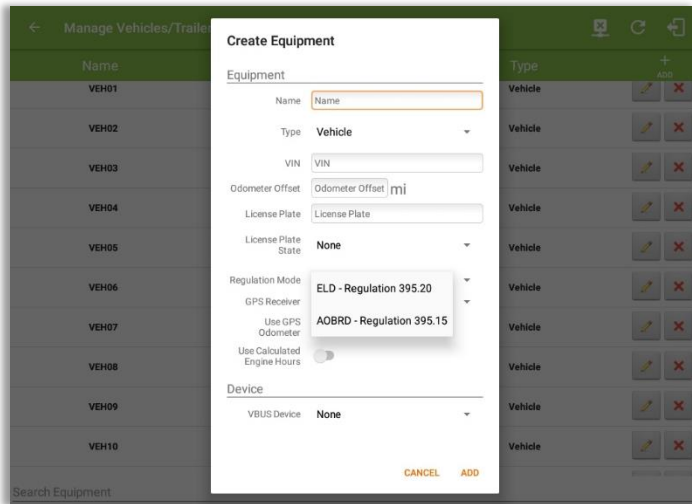 Manage Vehicles/Trailer
Name
Type
ADD
VEH01
Vehicle
VEH02
Vehicle
VEH03
Vehicle
VEH04
Vehicle
VEH05
Vehicle
VEH06
Vehicle
VEH07
Vehicle
VEH08
Vehicle
VEH09
Vehicle
VEH10
Vehicle
Search Equipment
Create Equipment
Equipment
Name Name
Type Vehicle
VIN VIN
Odometer Offset Odometer Offset mi
License Plate License Plate
License Plate
State
None
Regulation Mode
ELD - Regulation 395.20
GPS Receiver
AOBRD - Regulation 395.15
Use GPS
Odometer
Use Calculated
Engine Hours
Device
VBUS Device None
CANCEL ADD